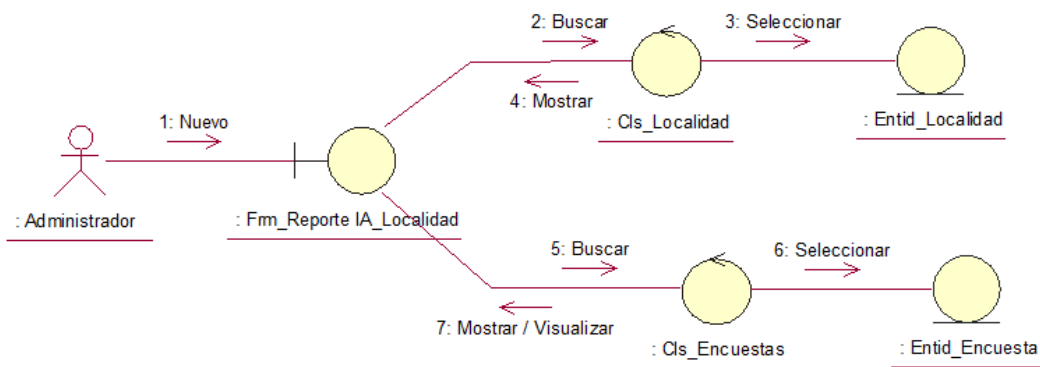 2: Buscar
3: Seleccionar
4: Mostrar
: Cls_Localidad
: Entid_Localidad
1: Nuevo
: Administrador
: Frm_Reporte IA_Localidad
5: Buscar
6: Seleccionar
7: Mostrar / Visualizar
: Cls_Encuestas
: Entid_Encuesta